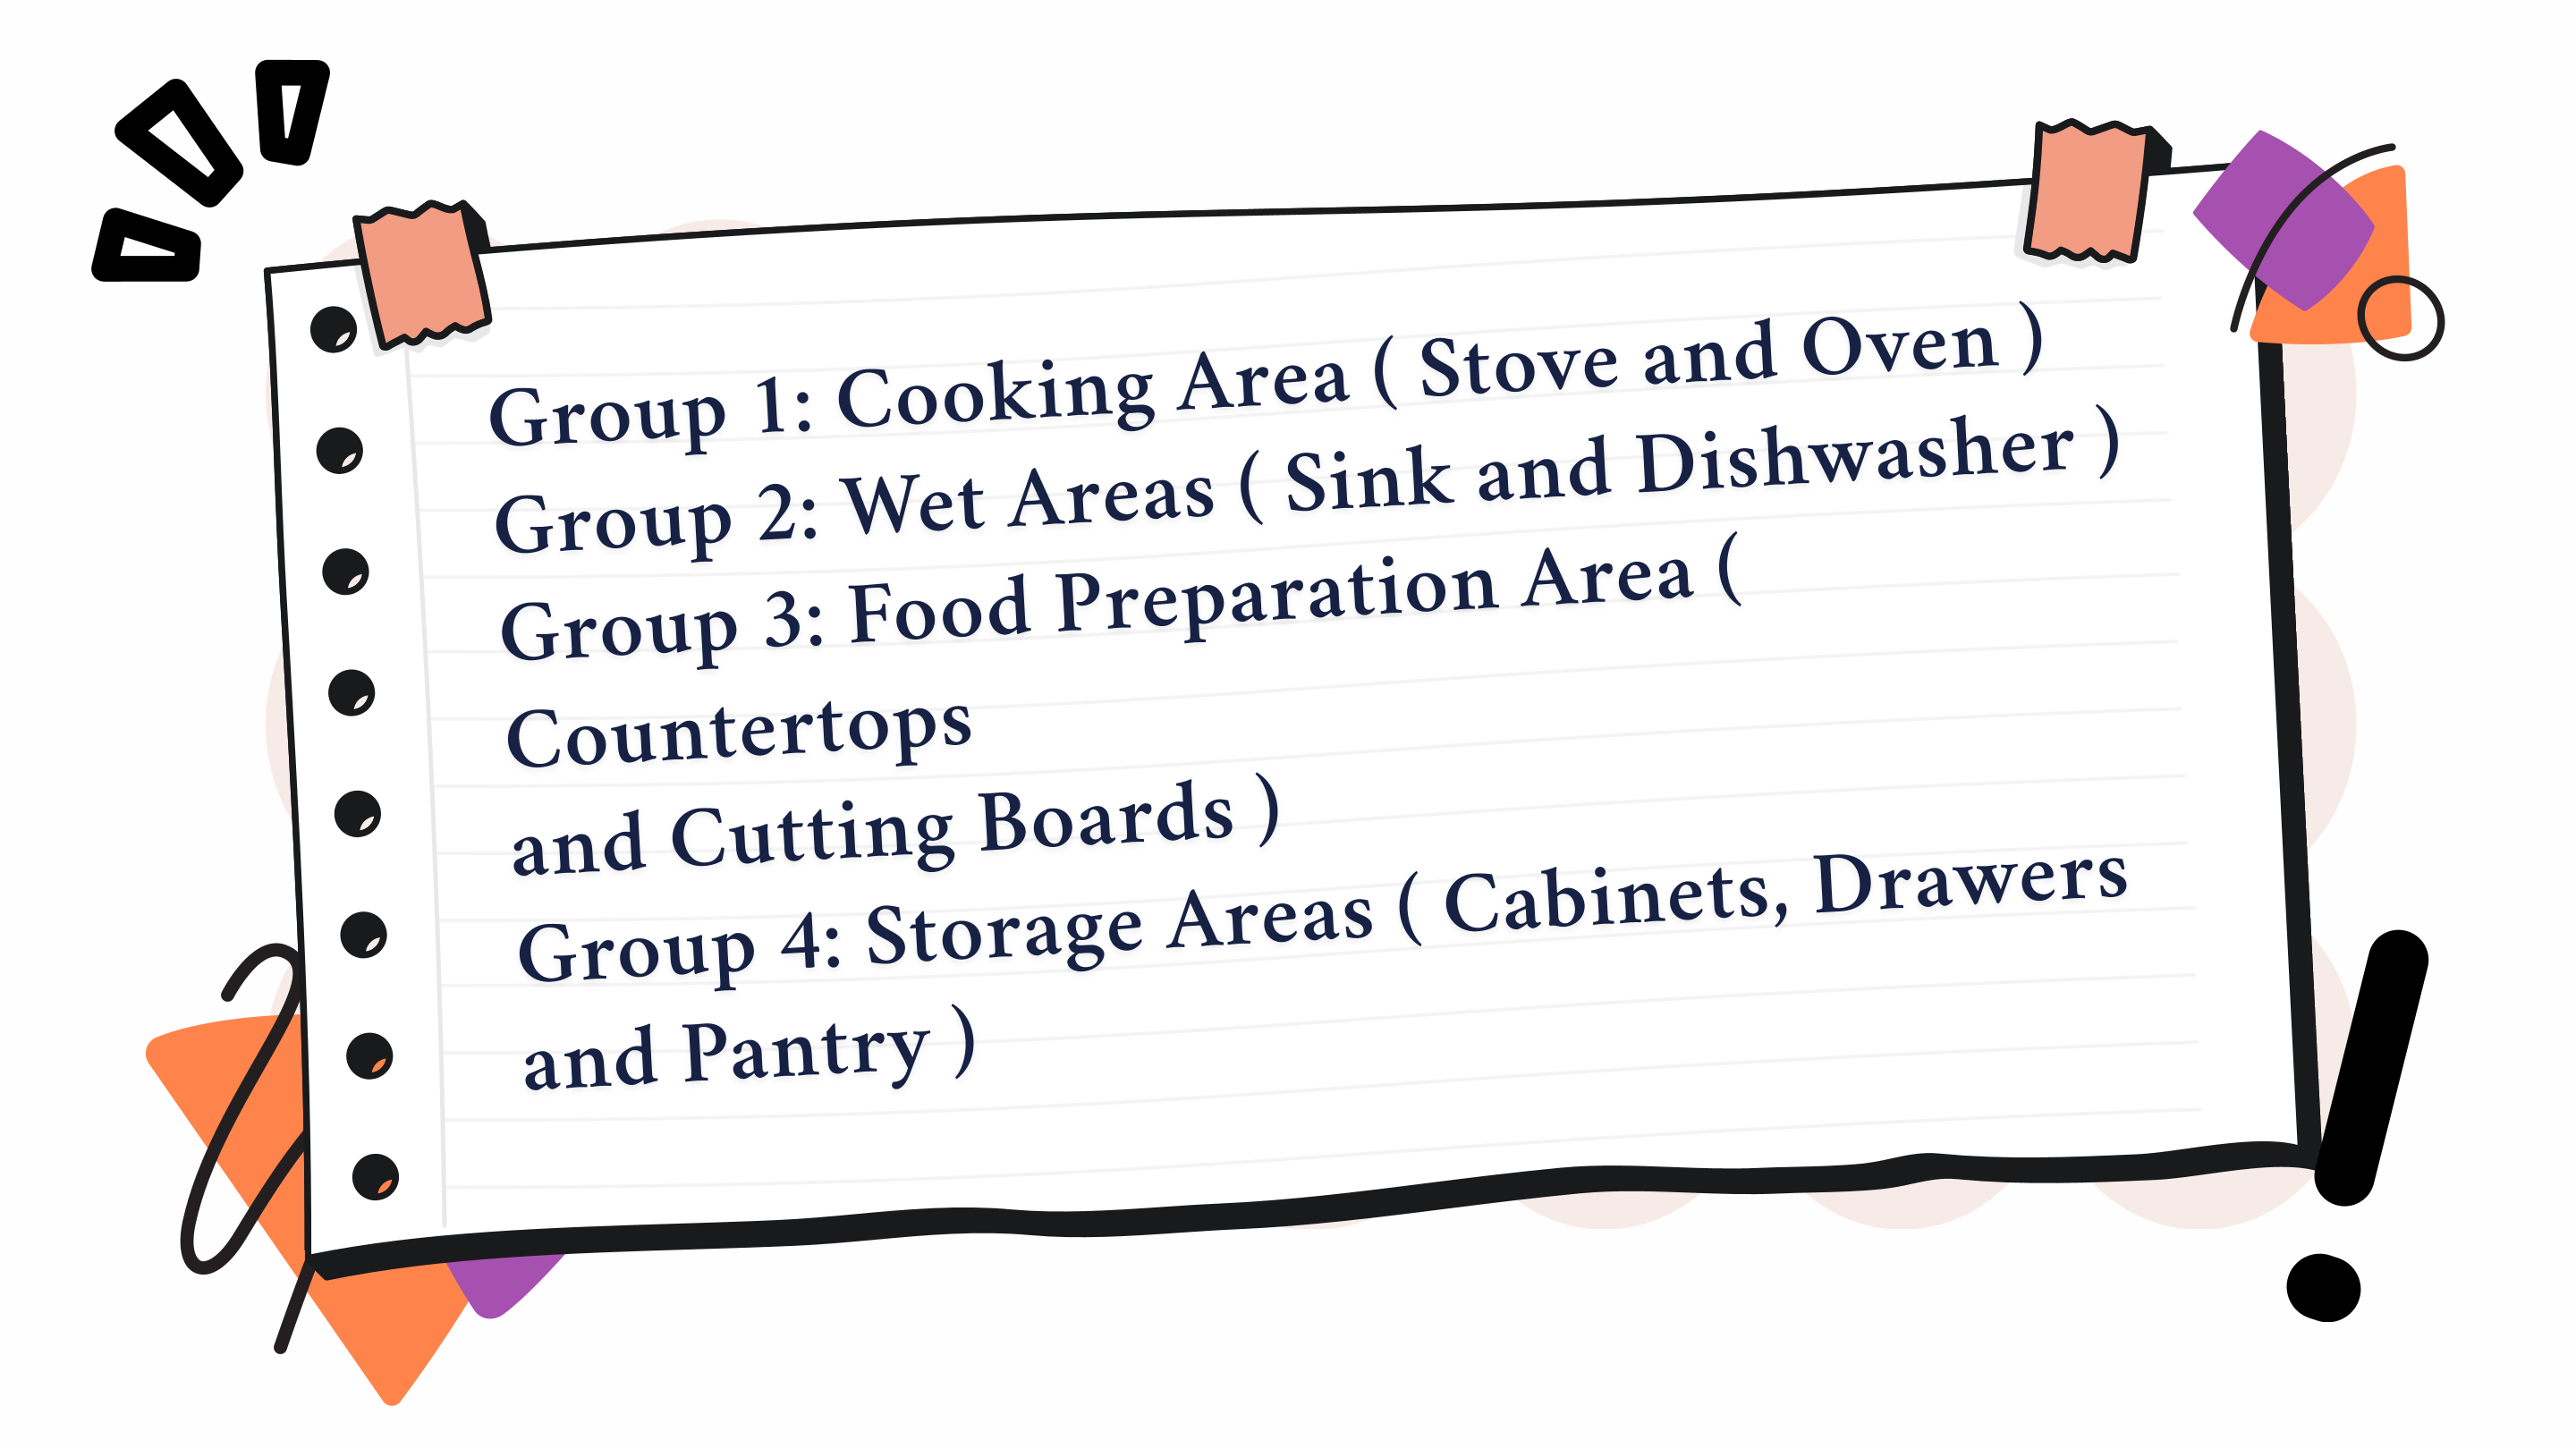 Group 1: Cooking Area ( Stove and Oven )
Group 2: Wet Areas ( Sink and Dishwasher )
Group 3: Food Preparation Area (
Countertops
and Cutting Boards )
Group 4: Storage Areas ( Cabinets, Drawers
and Pantry )